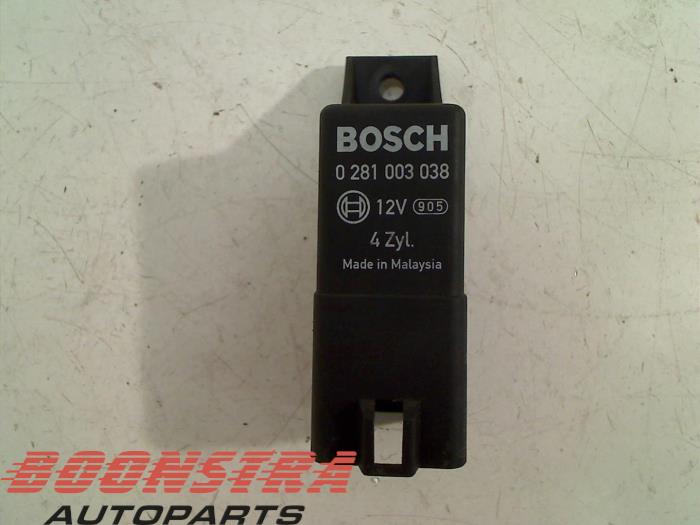 BOSCH
0 281 003 038
12V 905
4 Zyl.
Made in Malaysia
BOONSTRA
AUTOPARTS